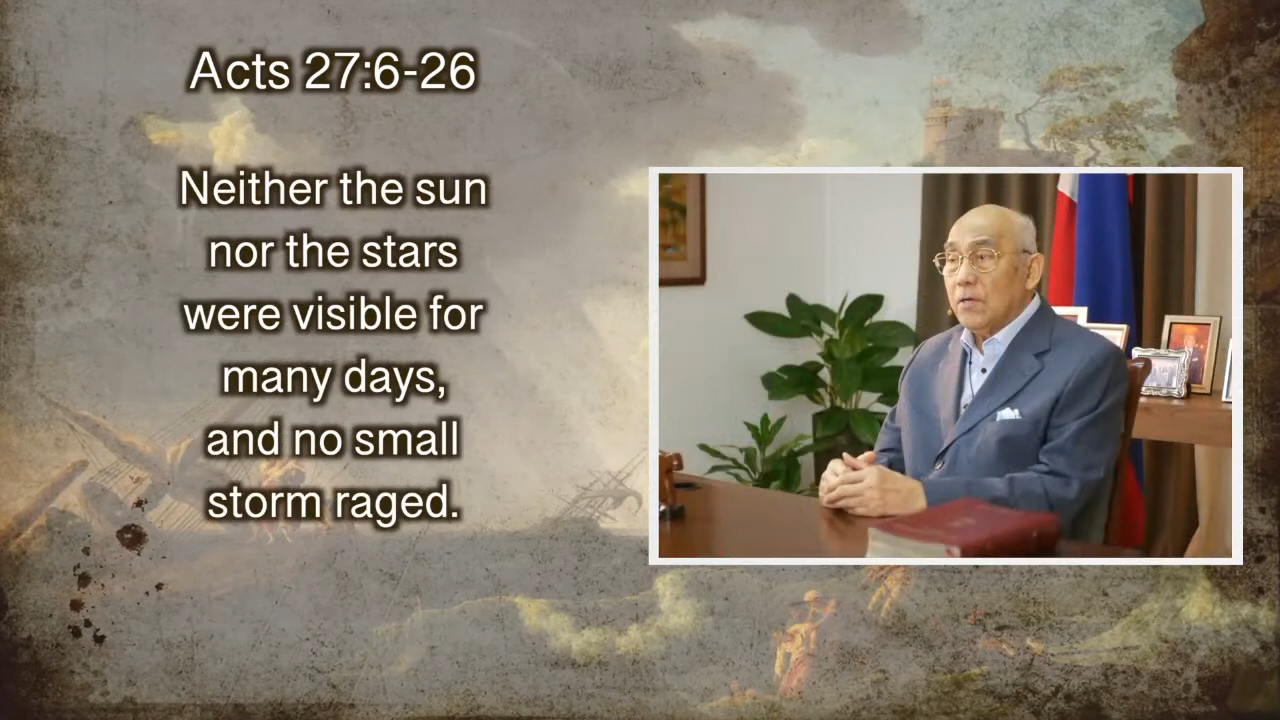 Acts 27:6-26
Neither the sun
nor the stars
were visible for
many days,
and no small
storm raged.